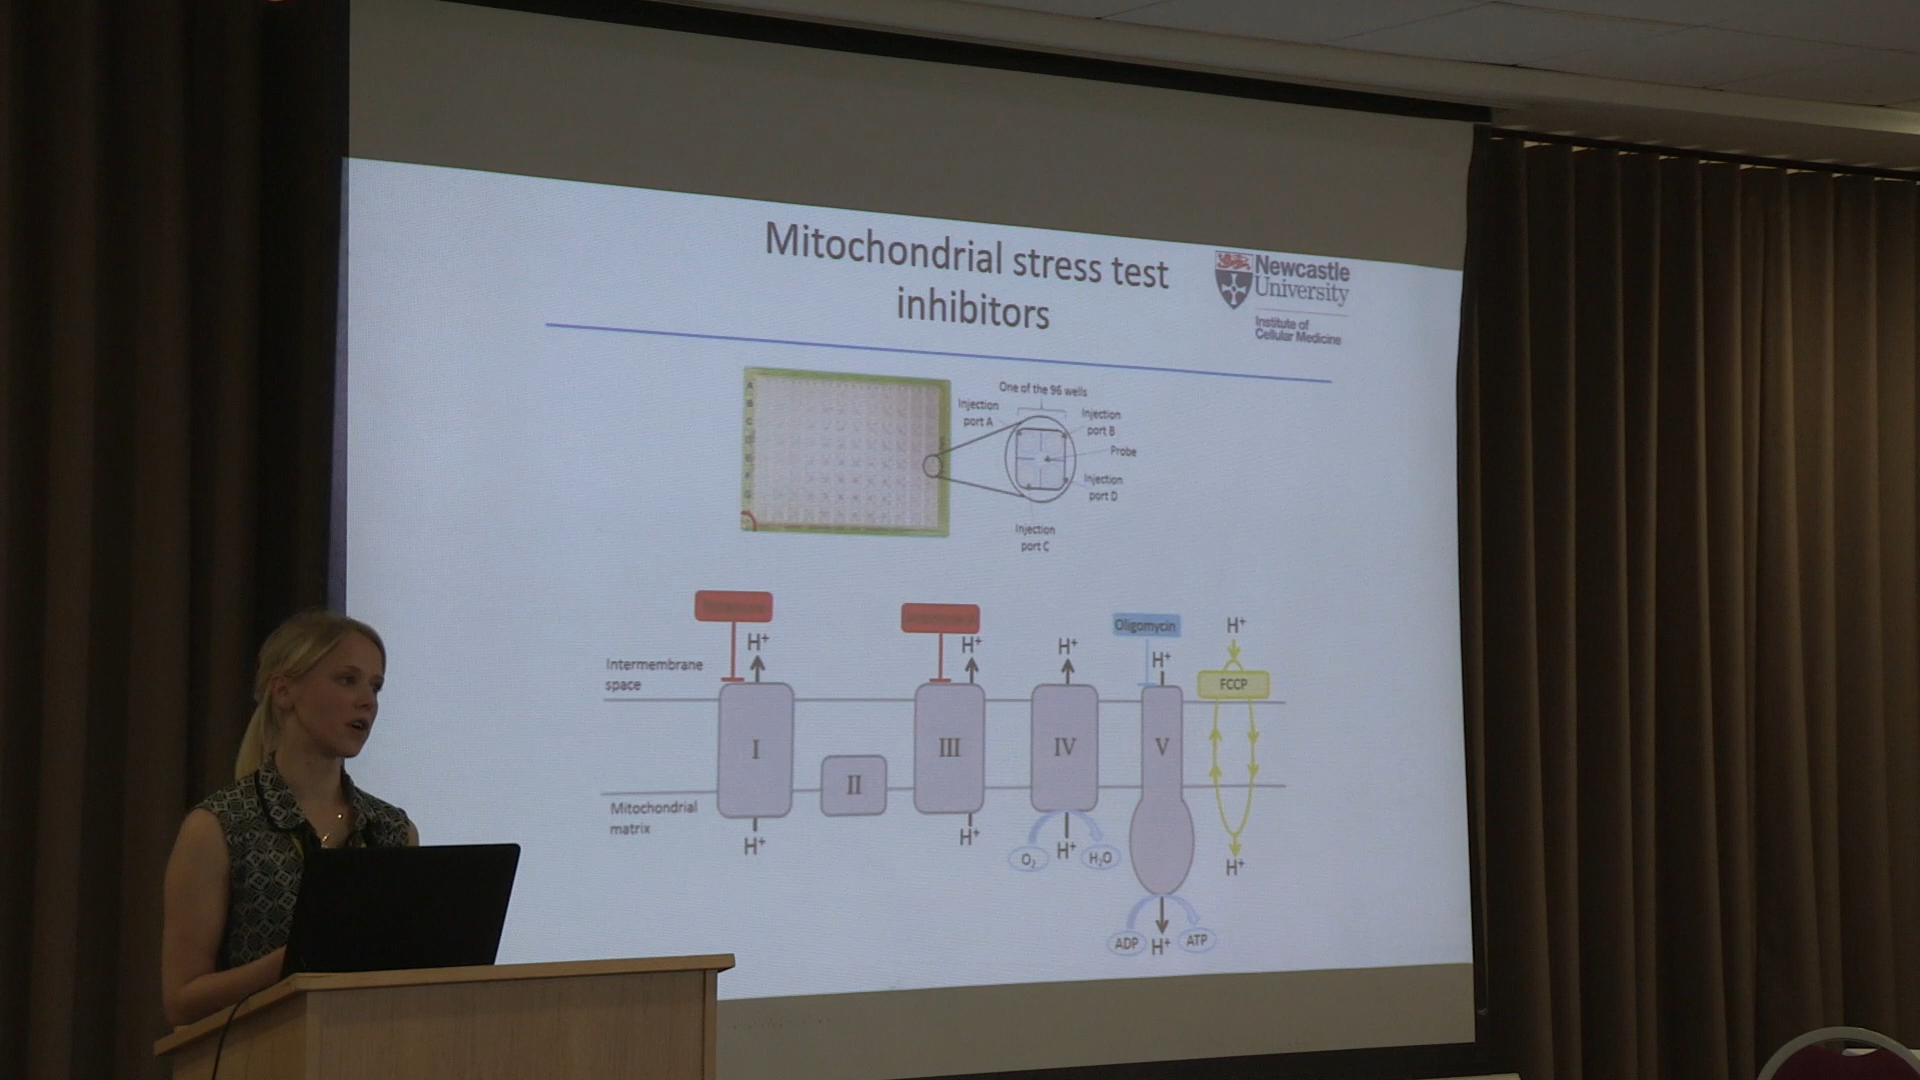 Mitochondrial stress test
inhibitors
Newcastle
University
Institute of
Cellular Medicine
One of the 96 wells
Injection
port A
Injection
port B
Probe
Injection
port D
Injection
port C
A
B
C
D
E
F
G
H⁺
H⁺
H⁺
Oligomycin
H⁺
H⁺
Intermembrane
space
FCCP
I
II
III
IV
V
Mitochondrial
matrix
H⁺
H⁺
O₂
H⁺
H₂O
H⁺
ADP
H⁺
ATP